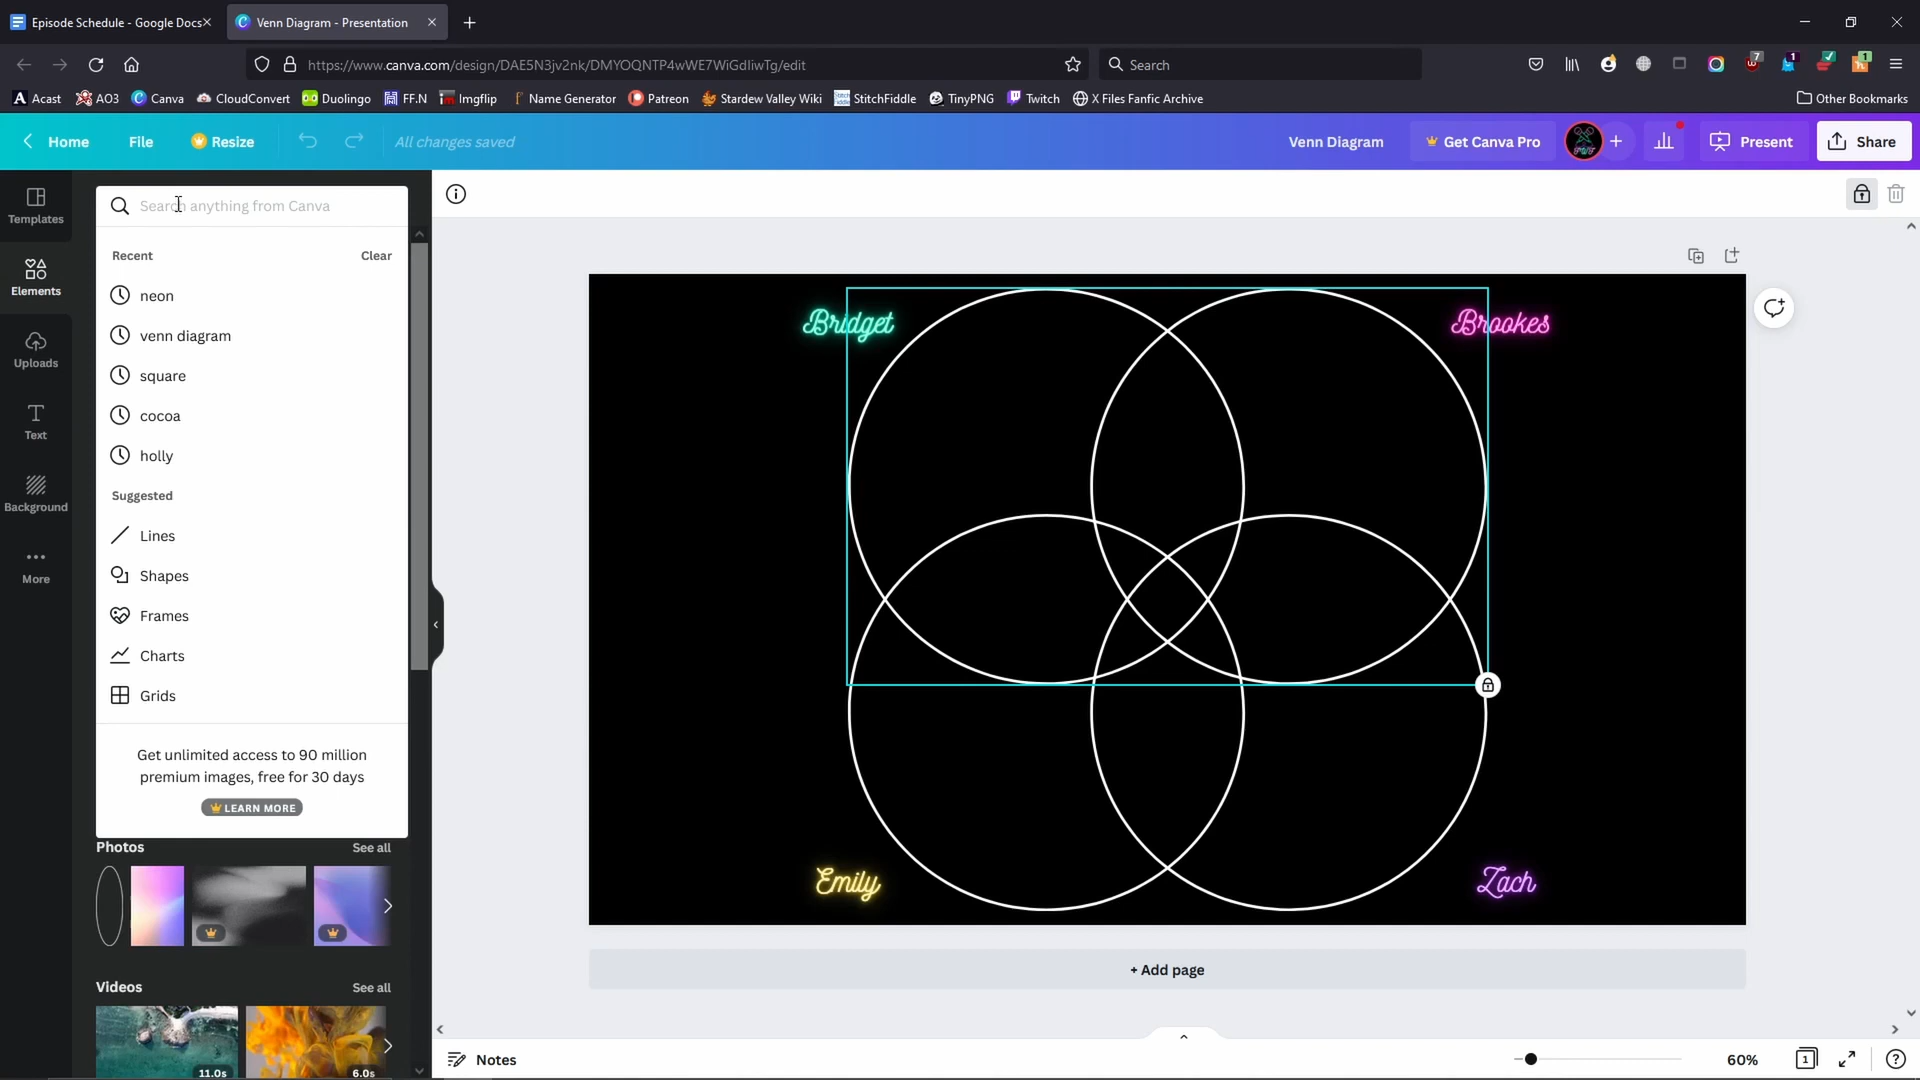 Episode Schedule - Google Docs
Venn Diagram - Presentation
https://www.canva.com/design/DAE5N3jv2nk/DMYOQNTP4wWE7WiGdIiwTg/edit
Search
7
1
1
Acast
AO3
Canva
CloudConvert
Duolingo
FF.N
Imgflip
Name Generator
Patreon
Stardew Valley Wiki
StitchFiddle
TinyPNG
Twitch
X Files Fanfic Archive
Other Bookmarks
Home
File
Resize
All changes saved
Venn Diagram
Get Canva Pro
Present
Share
Templates
Elements
Uploads
Text
Background
More
Search anything from Canva
Recent
Clear
neon
venn diagram
square
cocoa
holly
Suggested
Lines
Shapes
Frames
Charts
Grids
Get unlimited access to 90 million
premium images, free for 30 days
LEARN MORE
Photos
See all
Videos
See all
11.0s
6.0s
Bridget
Brookes
Emily
Zach
+ Add page
Notes
60%
1